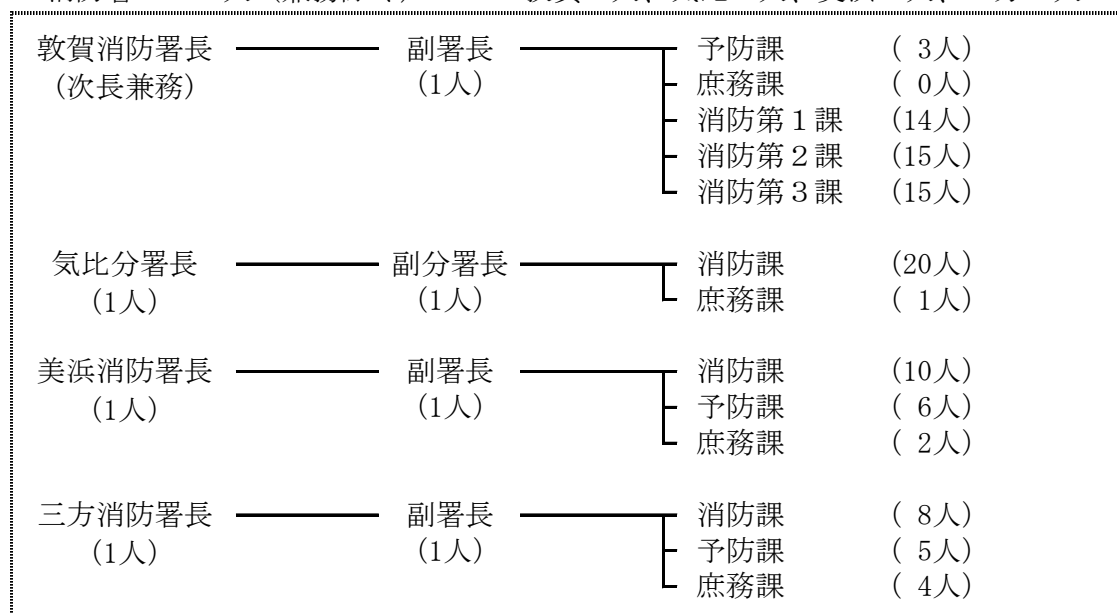 敦賀消防署長 副署長 予防課 ( 3人)
(次長兼務) (1人) 庶務課 ( 0人)
消防第１課 (14人)
消防第２課 (15人)
消防第３課 (15人)
気比分署長 副分署長 消防課 (20人)
(1人) (1人) 庶務課 ( 1人)
美浜消防署長 副署長 消防課 (10人)
(1人) (1人) 予防課 ( 6人)
庶務課 ( 2人)
三方消防署長 副署長 消防課 ( 8人)
(1人) (1人) 予防課 ( 5人)
庶務課 ( 4人)